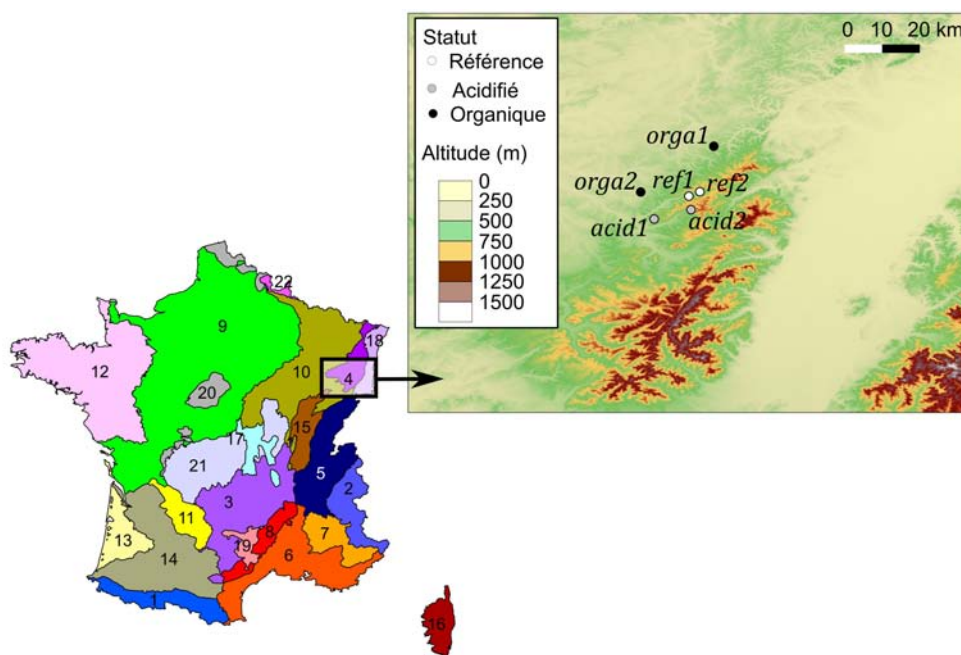 Statut
Référence
Acidifié
Organique
Altitude (m)
0
250
500
750
1000
1250
1500
0 10 20 km
orga1
orga2
ref1
ref2
acid1
acid2
22
9
18
12
10
4
20
15
17
21
5
2
3
11
8
7
13
19
6
14
1
16